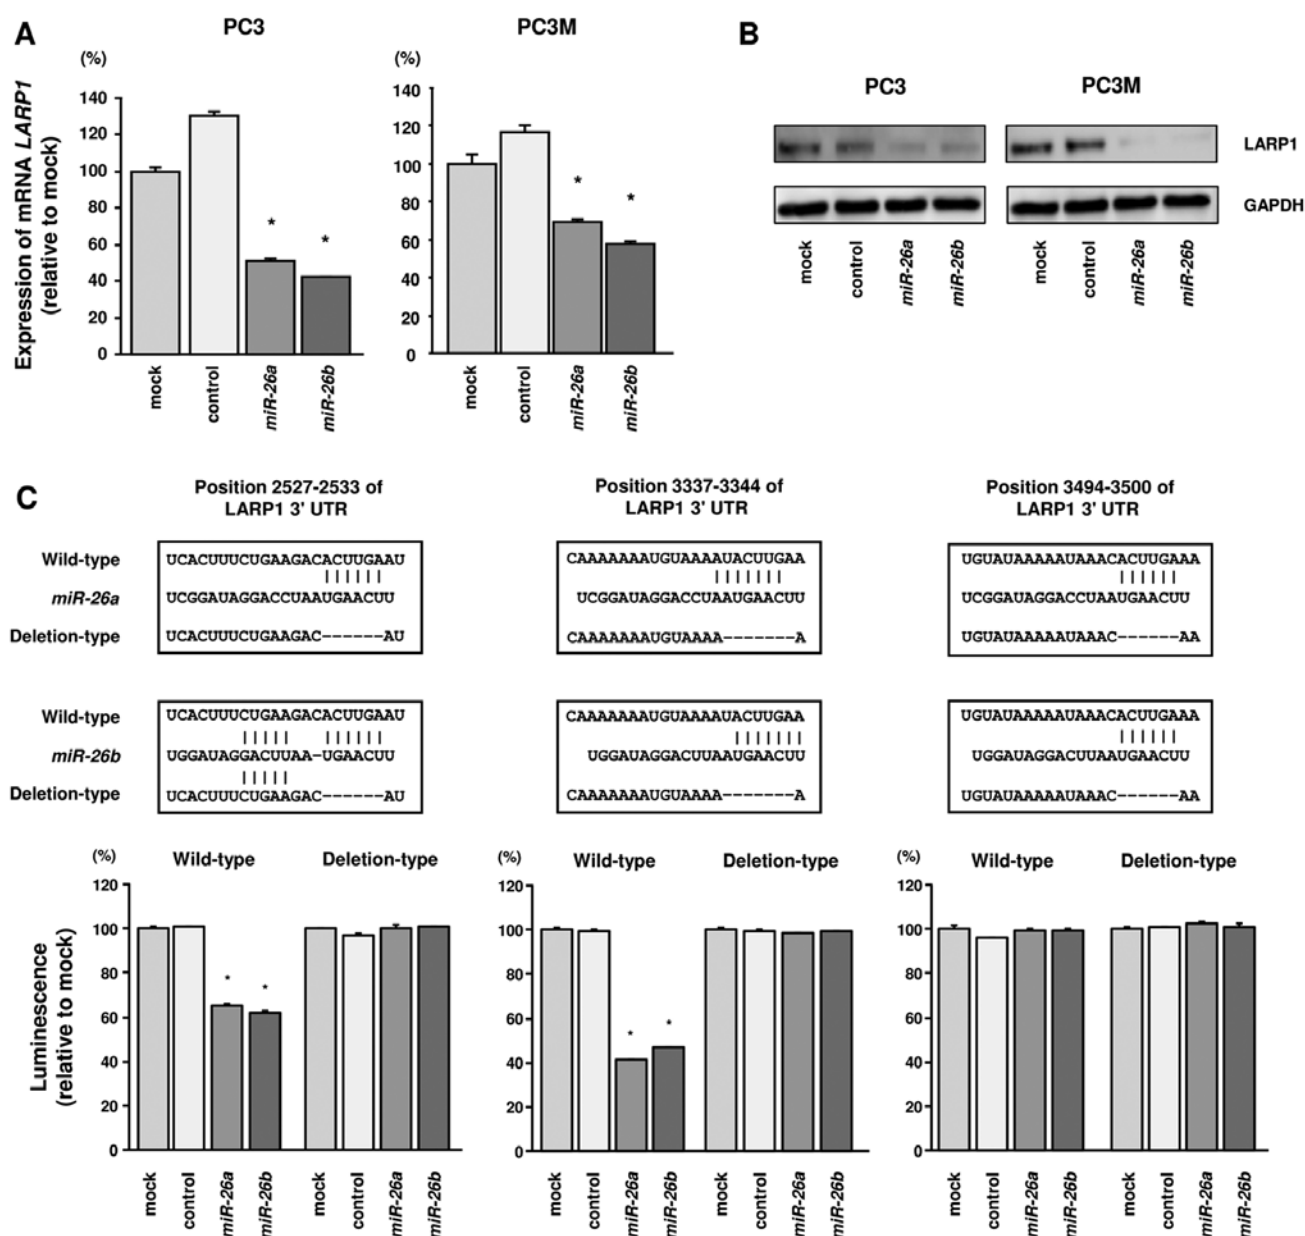 A
PC3
PC3M
B
(%)
(%)
PC3
PC3M
Expression of mRNA LARP1
(relative to mock)
140
120
100
80
60
40
20
0
mock
control
miR-26a
miR-26b
*
*
140
120
100
80
60
40
20
0
mock
control
miR-26a
miR-26b
*
*
LARP1
GAPDH
mock
control
miR-26a
miR-26b
mock
control
miR-26a
miR-26b
C
Position 2527-2533 of
LARP1 3' UTR
Position 3337-3344 of
LARP1 3' UTR
Position 3494-3500 of
LARP1 3' UTR
Wild-type
UCACUUUCUGAAGACACUUGAAU
miR-26a
UCGGAUAGGACCUAAUGAACUU
Deletion-type
UCACUUUCUGAAGAC------AU
CAAAAAAAUGUAAAAUACUUGAA
UCGGAUAGGACCUAAUGAACUU
CAAAAAAAUGUAAAA-------A
UGUAUAAAAAUAAACACUUGAAA
UCGGAUAGGACCUAAUGAACUU
UGUAUAAAAAUAAAC------AA
Wild-type
UCACUUUCUGAAGACACUUGAAU
miR-26b
UGGAUAGGACUUAA-UGAACUU
Deletion-type
UCACUUUCUGAAGAC------AU
CAAAAAAAUGUAAAAUACUUGAA
UGGAUAGGACUUAAUGAACUU
CAAAAAAAUGUAAAA-------A
UGUAUAAAAAUAAACACUUGAAA
UGGAUAGGACUUAAUGAACUU
UGUAUAAAAAUAAAC------AA
Luminescence
(relative to mock)
(%)
Wild-type
Deletion-type
120
100
80
60
40
20
0
*
*
mock
control
miR-26a
miR-26b
mock
control
miR-26a
miR-26b
(%)
Wild-type
Deletion-type
120
100
80
60
40
20
0
*
*
mock
control
miR-26a
miR-26b
mock
control
miR-26a
miR-26b
(%)
Wild-type
Deletion-type
120
100
80
60
40
20
0
mock
control
miR-26a
miR-26b
mock
control
miR-26a
miR-26b